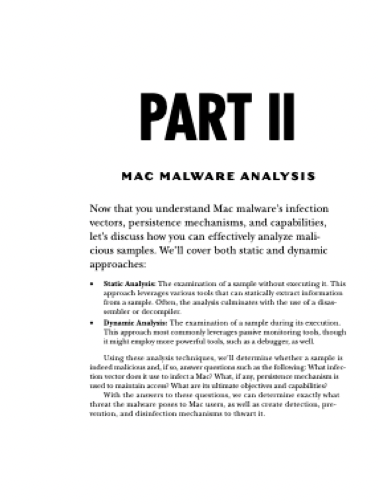 PART II
MAC MALWARE ANALYSIS
Now that you understand Mac malware's infection
vectors, persistence mechanisms, and capabilities,
let's discuss how you can effectively analyze mali-
cious samples. We'll cover both static and dynamic
approaches:
• Static Analysis: The examination of a sample without executing it. This
approach leverages various tools that can statically extract information
from a sample. Often, the analysis culminates with the use of a disas-
sembler or decompiler.
• Dynamic Analysis: The examination of a sample during its execution.
This approach most commonly leverages passive monitoring tools, though
it might employ more powerful tools, such as a debugger, as well.
Using these analysis techniques, we'll determine whether a sample is
indeed malicious and, if so, answer questions such as the following: What infec-
tion vector does it use to infect a Mac? What, if any, persistence mechanism is
used to maintain access? What are its ultimate objectives and capabilities?
With the answers to these questions, we can determine exactly what
threat the malware poses to Mac users, as well as create detection, pre-
vention, and disinfection mechanisms to thwart it.